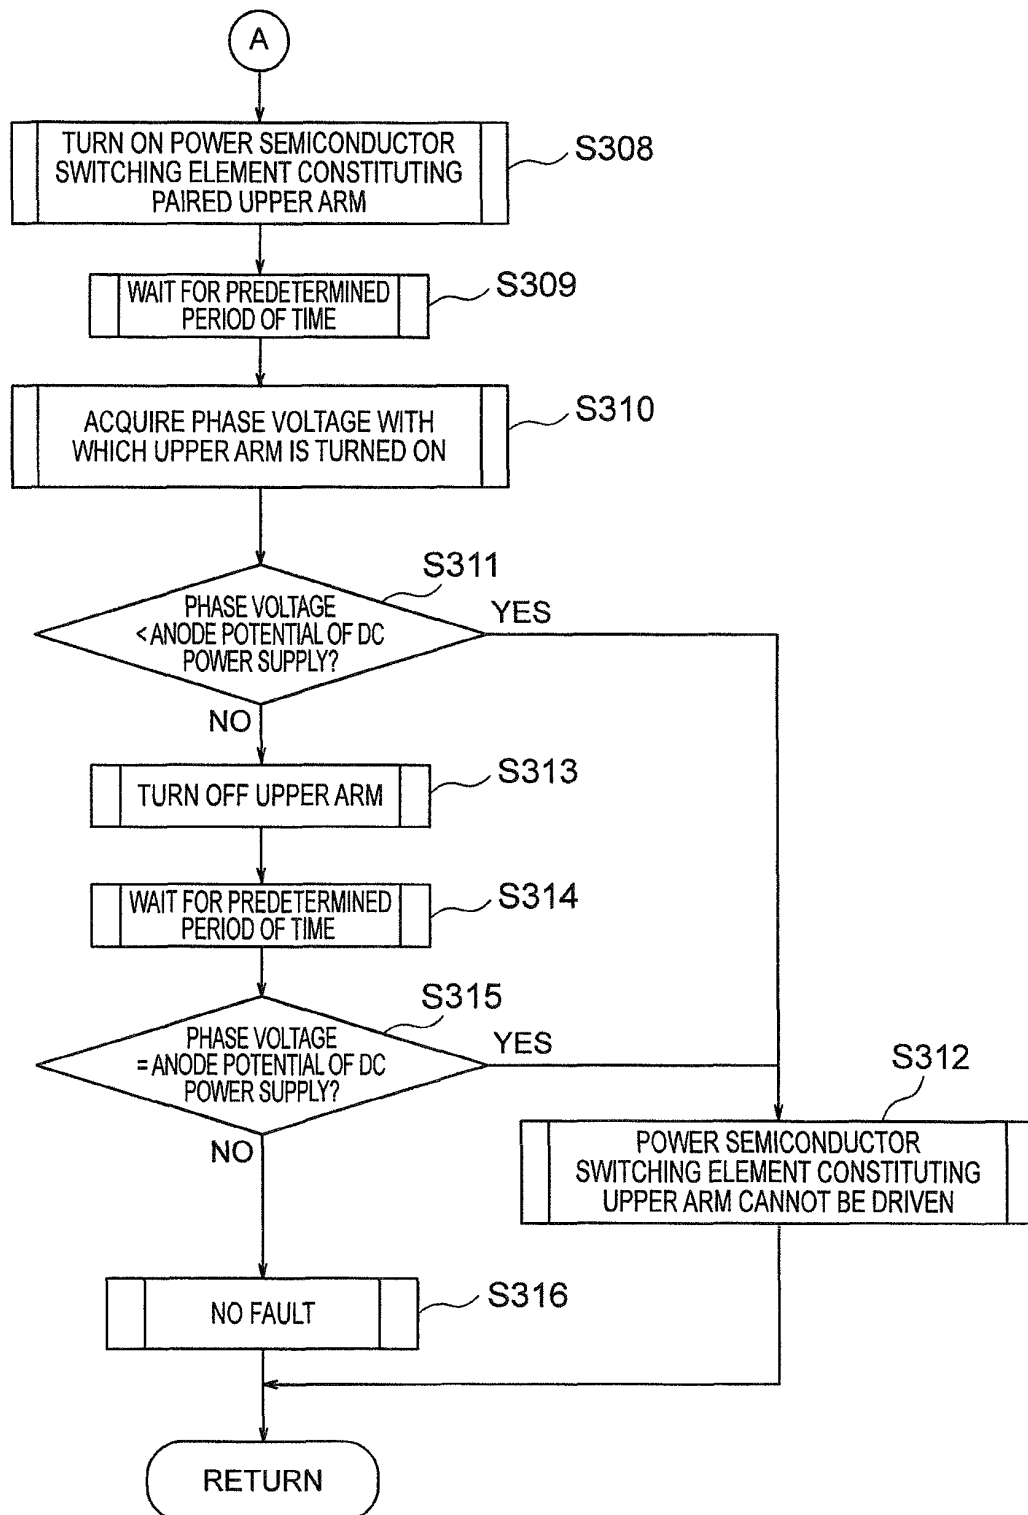 A
TURN ON POWER SEMICONDUCTOR
SWITCHING ELEMENT CONSTITUTING
PAIRED UPPER ARM
S308
WAIT FOR PREDETERMINED
PERIOD OF TIME
S309
ACQUIRE PHASE VOLTAGE WITH
WHICH UPPER ARM IS TURNED ON
S310
S311
PHASE VOLTAGE
< ANODE POTENTIAL OF DC
POWER SUPPLY?
YES
NO
TURN OFF UPPER ARM
S313
WAIT FOR PREDETERMINED
PERIOD OF TIME
S314
S315
PHASE VOLTAGE
= ANODE POTENTIAL OF DC
POWER SUPPLY?
YES
NO
S312
POWER SEMICONDUCTOR
SWITCHING ELEMENT CONSTITUTING
UPPER ARM CANNOT BE DRIVEN
NO FAULT
S316
RETURN